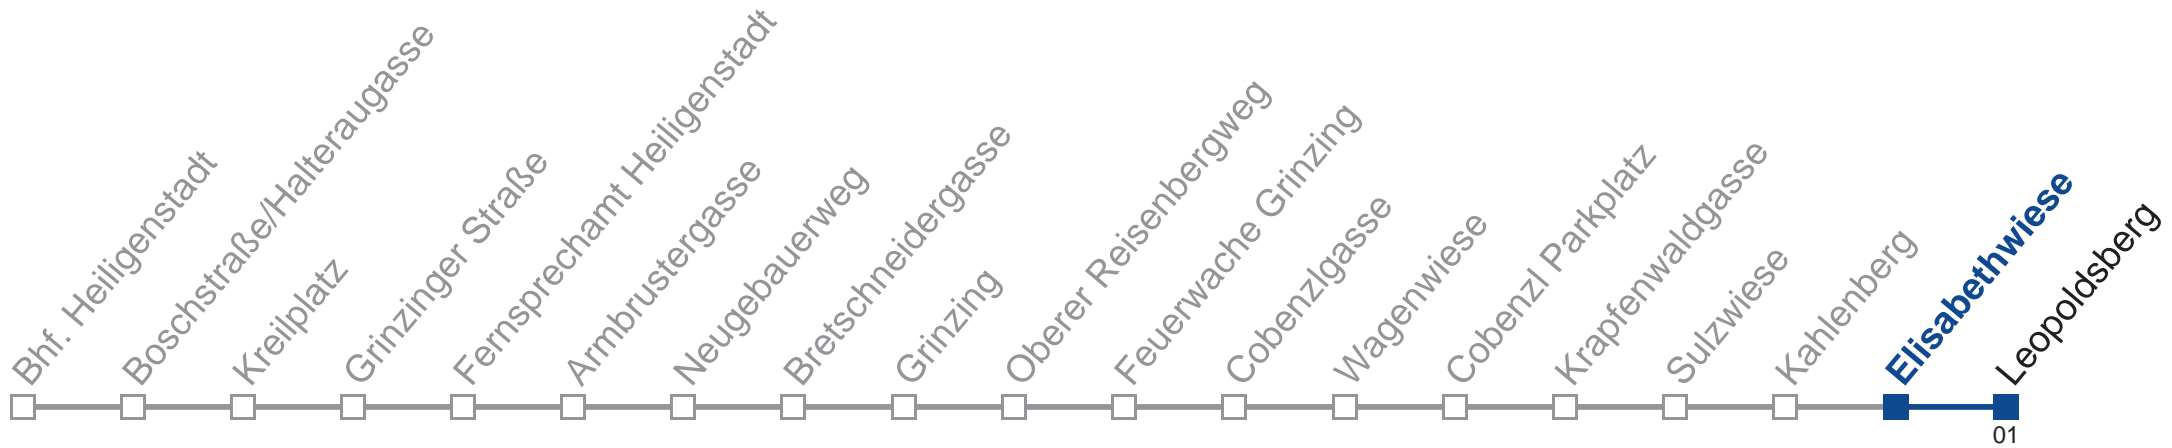 Bhf. Heiligenstadt
Boschstraße/Halteraugasse
Kreilplatz
Grinzinger Straße
Fernsprechamt Heiligenstadt
Armbrustergasse
Neugebauerweg
Bretschneidergasse
Grinzing
Oberer Reisenbergweg
Feuerwache Grinzing
Cobenzlgasse
Wagenwiese
Cobenzl Parkplatz
Krapfenwaldgasse
Sulzwiese
Kahlenberg
Elisabethwiese
Leopoldsberg
01